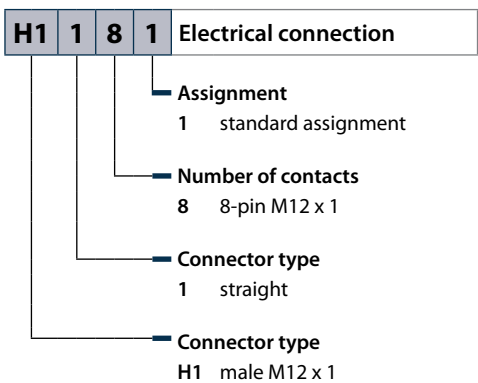 H1 1 8 1 Electrical connection
Assignment
1 standard assignment
Number of contacts
8 8-pin M12 x 1
Connector type
1 straight
Connector type
H1 male M12 x 1